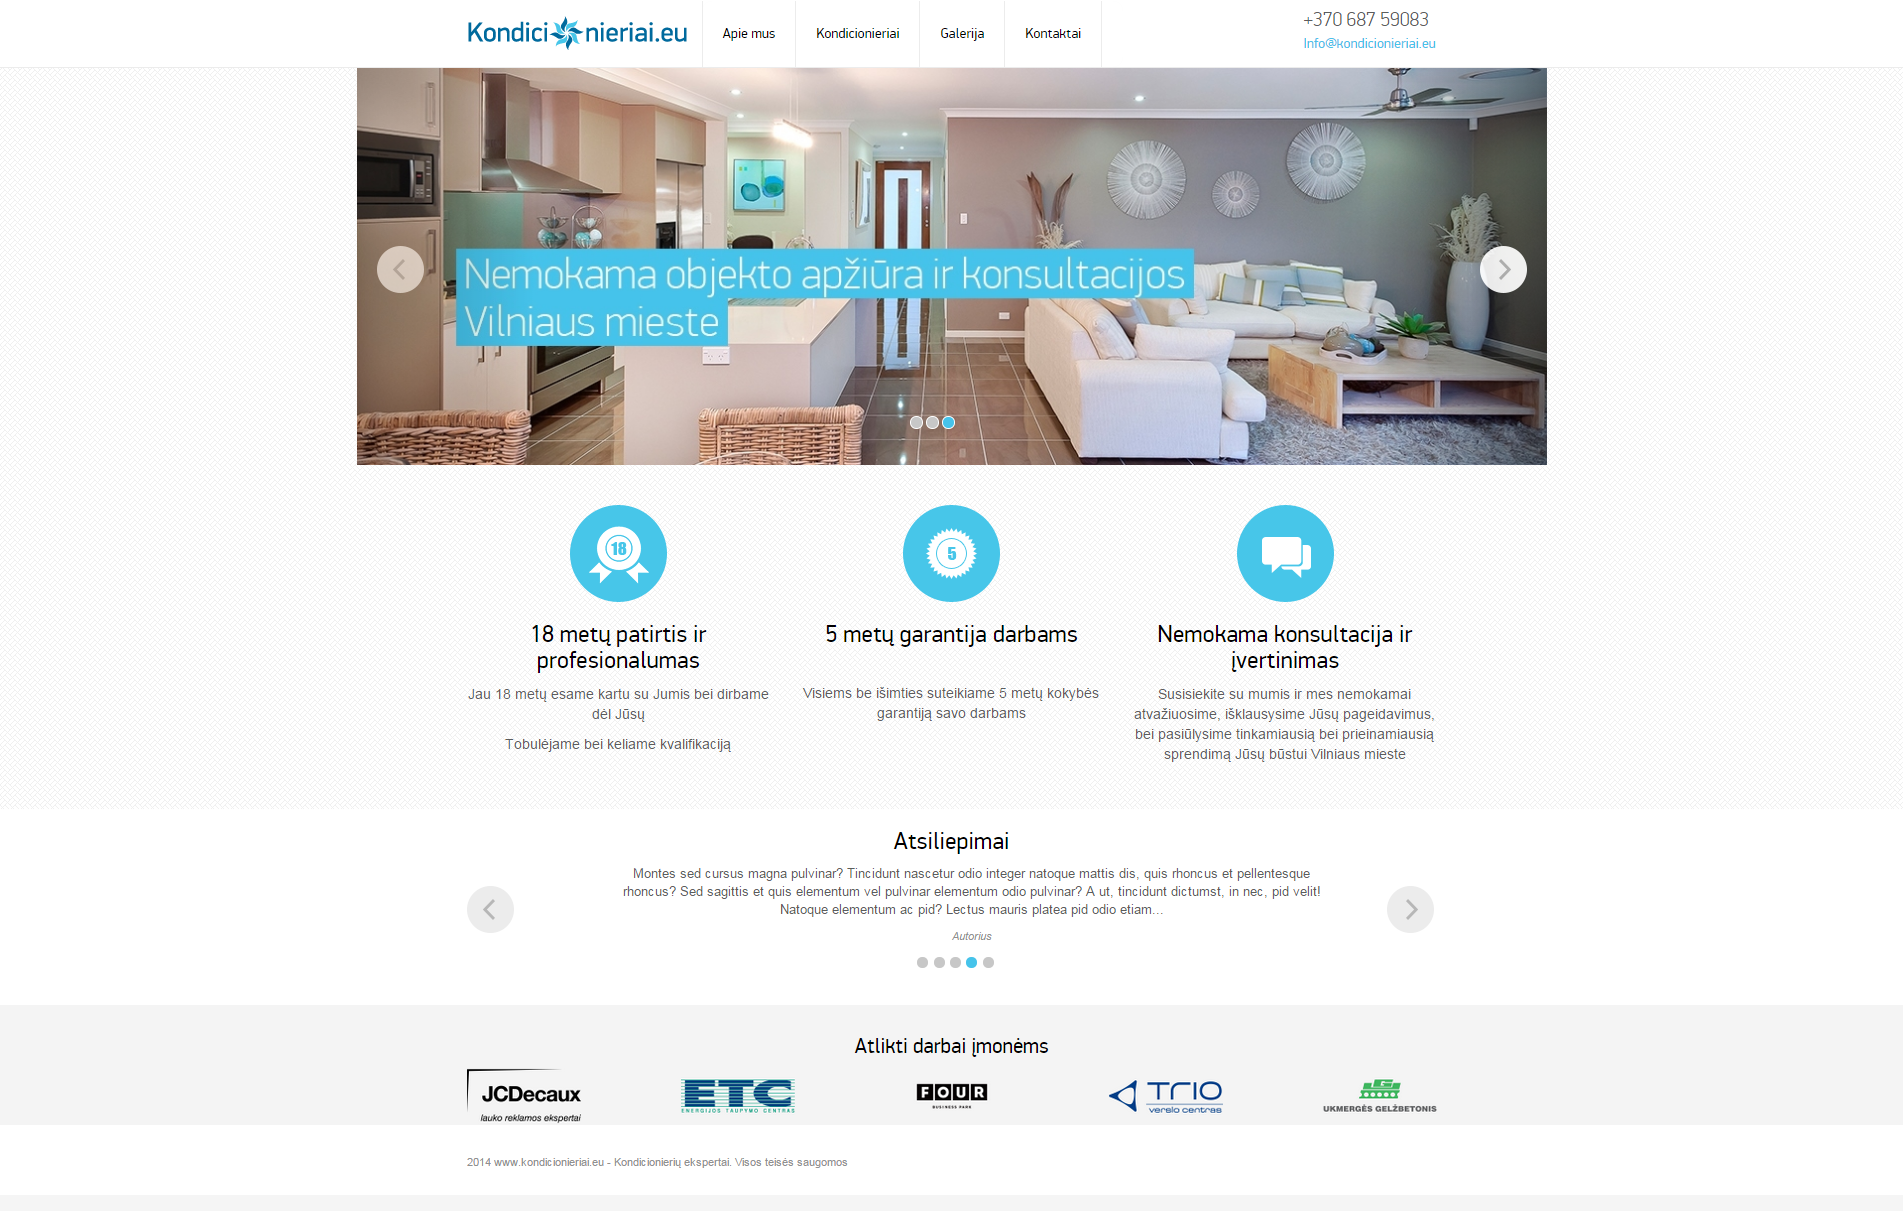 Kondicionieriai.eu
Apie mus
Kondicionieriai
Galerija
Kontaktai
+370 687 59083
Info@kondicionieriai.eu
Nemokama objekto apžiūra ir konsultacijos
Vilniaus mieste
18
5
18 metų patirtis ir
profesionalumas
Jau 18 metų esame kartu su Jumis bei dirbame
dėl Jūsų
Tobulėjame bei keliame kvalifikaciją
5 metų garantija darbams
Visiems be išimties suteikiame 5 metų kokybės
garantiją savo darbams
Nemokama konsultacija ir
įvertinimas
Susisiekite su mumis ir mes nemokamai
atvažiuosime, išklausysime Jūsų pageidavimus,
bei pasiūlysime tinkamiausią bei prieinamiausią
sprendimą Jūsų būstui Vilniaus mieste
Atsiliepimai
Montes sed cursus magna pulvinar? Tincidunt nascetur odio integer natoque mattis dis, quis rhoncus et pellentesque
rhoncus? Sed sagittis et quis elementum vel pulvinar elementum odio pulvinar? A ut, tincidunt dictumst, in nec, pid velit!
Natoque elementum ac pid? Lectus mauris platea pid odio etiam...
Autorius
Atlikti darbai įmonėms
JCDecaux
lauko reklamos ekspertai
ETC
ENERGIJOS TAUPYMO CENTRAS
FOUR
BUSINESS PARK
TRIO
verslo centras
UKMERGĖS GELŽBETONIS
2014 www.kondicionieriai.eu - Kondicionierių ekspertai. Visos teisės saugomos